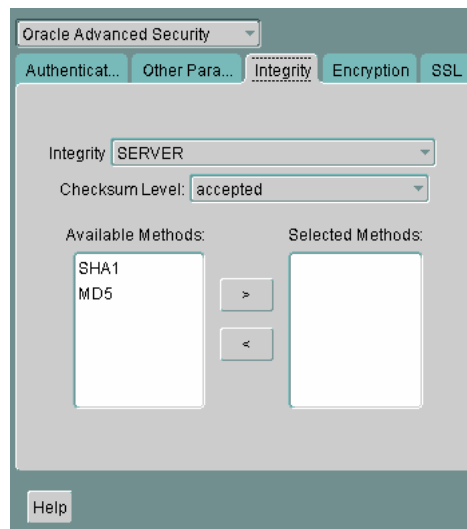 Oracle Advanced Security
Authenticat... Other Para... Integrity Encryption SSL
Integrity SERVER
Checksum Level: accepted
Available Methods: Selected Methods:
SHA1
MD5
>
<
Help